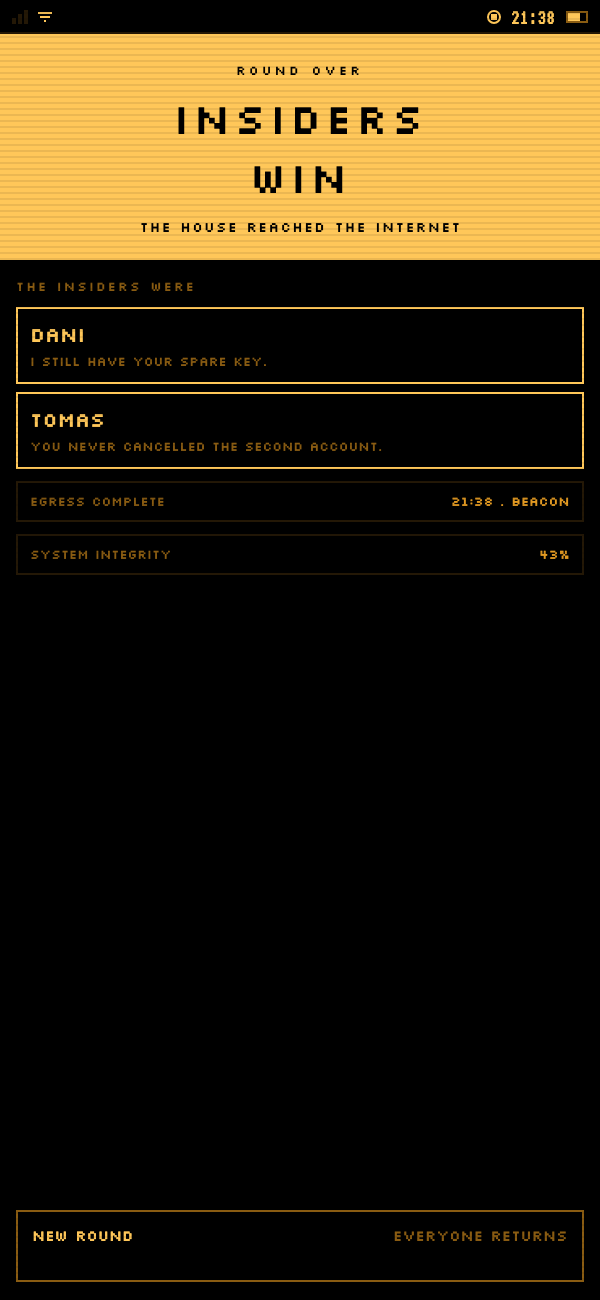 21:38
ROUND OVER
INSIDERS
WIN
THE HOUSE REACHED THE INTERNET
THE INSIDERS WERE
DANI
I STILL HAVE YOUR SPARE KEY.
TOMAS
YOU NEVER CANCELLED THE SECOND ACCOUNT.
EGRESS COMPLETE 21:38 . BEACON
SYSTEM INTEGRITY 43%
NEW ROUND EVERYONE RETURNS